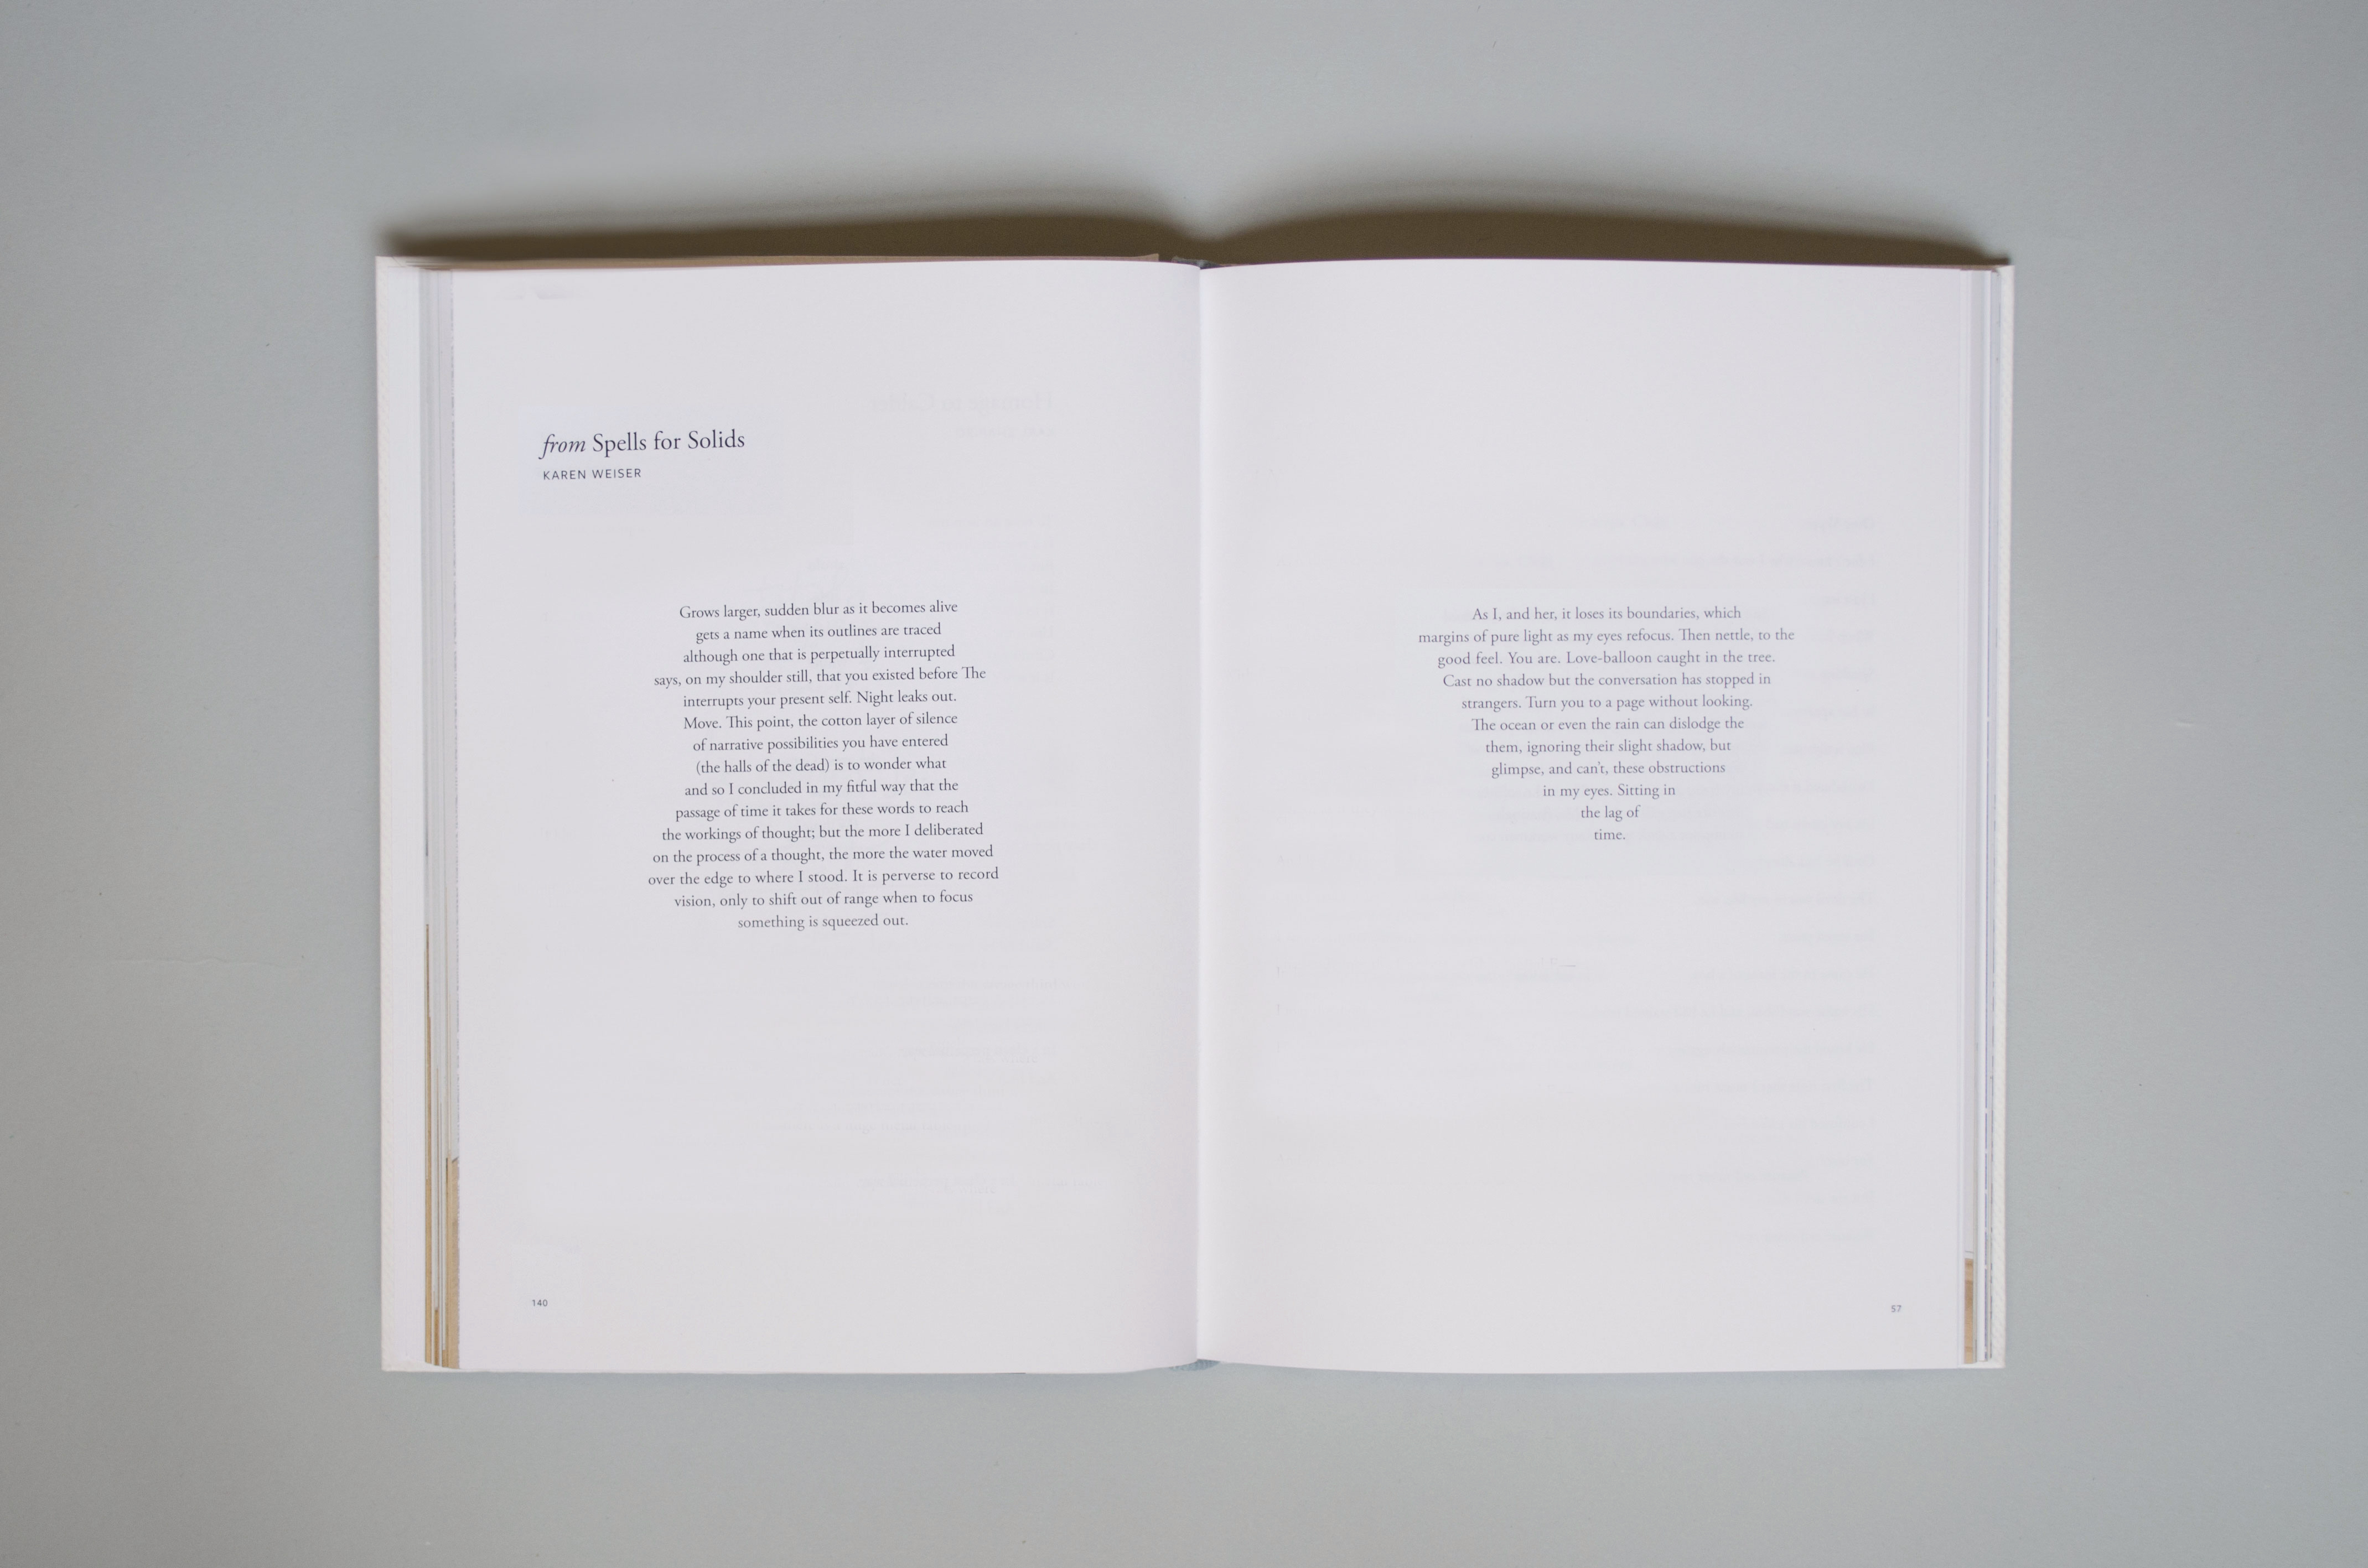 from Spells for Solids
KAREN WEISER
Grows larger, sudden blur as it becomes alive
gets a name when its outlines are traced
although one that is perpetually interrupted
says, on my shoulder still, that you existed before The
interrupts your present self. Night leaks out.
Move. This point, the cotton layer of silence
of narrative possibilities you have entered
(the halls of the dead) is to wonder what
and so I concluded in my fitful way that the
passage of time it takes for these words to reach
the workings of thought; but the more I deliberated
on the process of a thought, the more the water moved
over the edge to where I stood. It is perverse to record
vision, only to shift out of range when to focus
something is squeezed out.
140
As I, and her, it loses its boundaries, which
margins of pure light as my eyes refocus. Then nettle, to the
good feel. You are. Love-balloon caught in the tree.
Cast no shadow but the conversation has stopped in
strangers. Turn you to a page without looking.
The ocean or even the rain can dislodge the
them, ignoring their slight shadow, but
glimpse, and can't, these obstructions
in my eyes. Sitting in
the lag of
time.
57